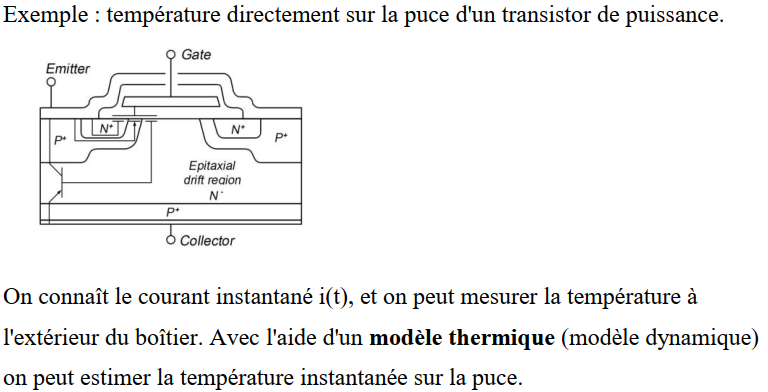 Exemple : température directement sur la puce d'un transistor de puissance.
Gate
Emitter
N+
N+
P+
P+
Epitaxial
drift region
N-
P+
Collector
On connaît le courant instantané i(t), et on peut mesurer la température à
l'extérieur du boîtier. Avec l'aide d'un modèle thermique (modèle dynamique)
on peut estimer la température instantanée sur la puce.